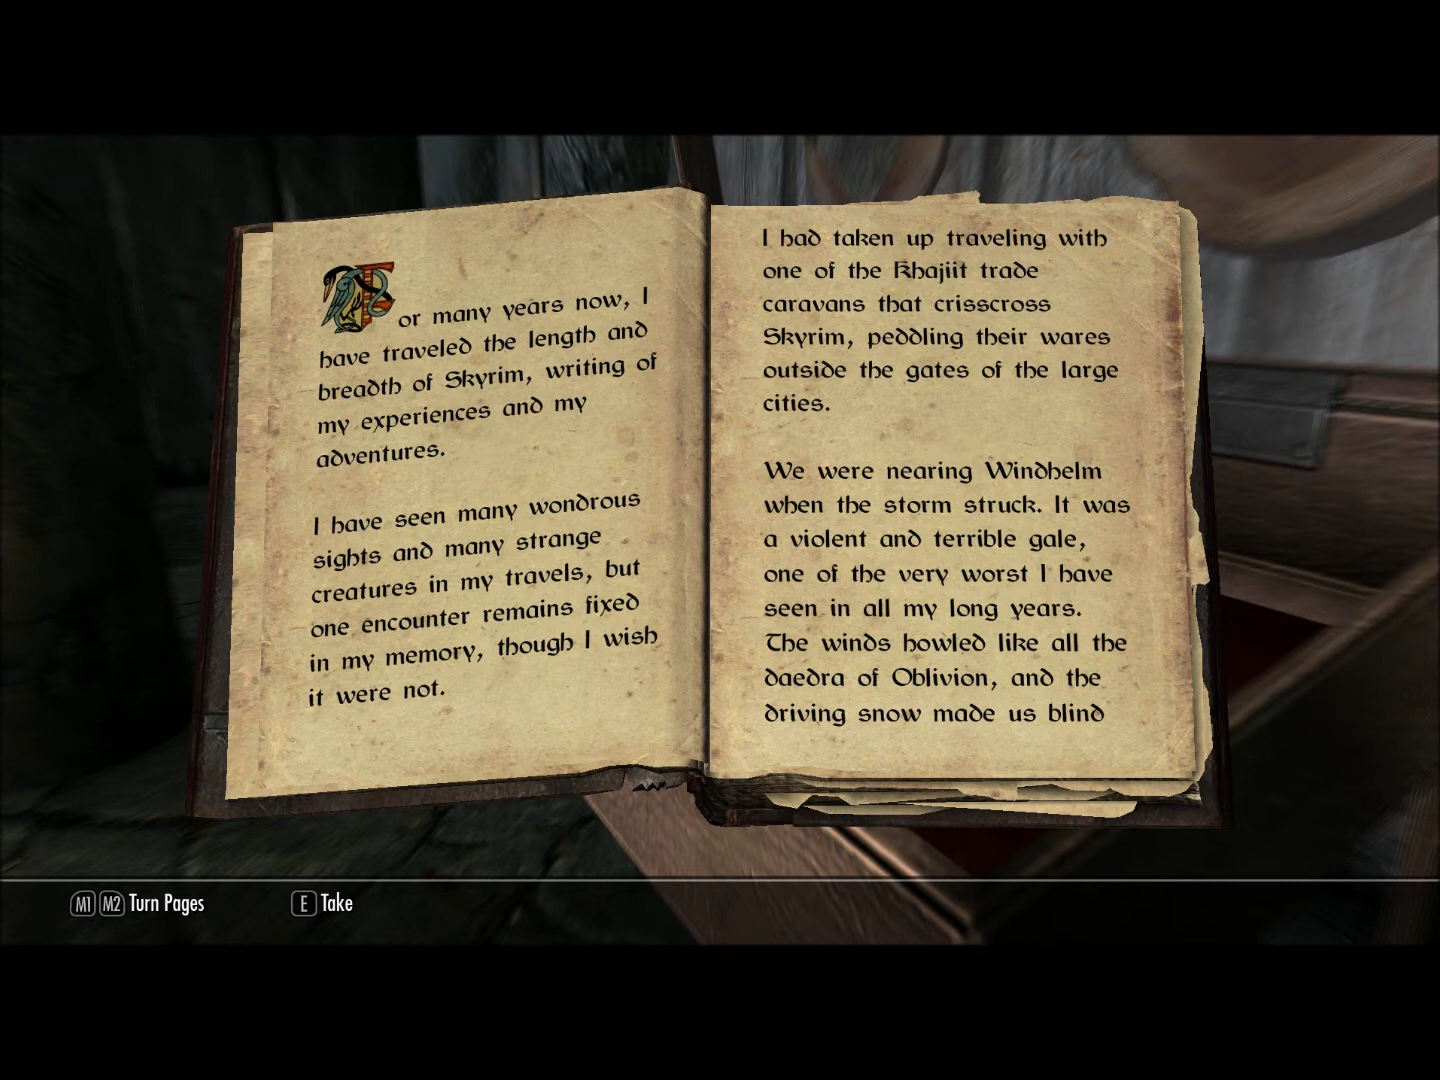 For many years now, I
have traveled the length and
breadth of Skyrim, writing of
my experiences and my
adventures.
I have seen many wondrous
sights and many strange
creatures in my travels, but
one encounter remains fixed
in my memory, though I wish
it were not.
I had taken up traveling with
one of the Khajiit trade
caravans that crisscross
Skyrim, peddling their wares
outside the gates of the large
cities.
We were nearing Windhelm
when the storm struck. It was
a violent and terrible gale,
one of the very worst I have
seen in all my long years.
The winds howled like all the
daedra of Oblivion, and the
driving snow made us blind
M1 M2 Turn Pages E Take